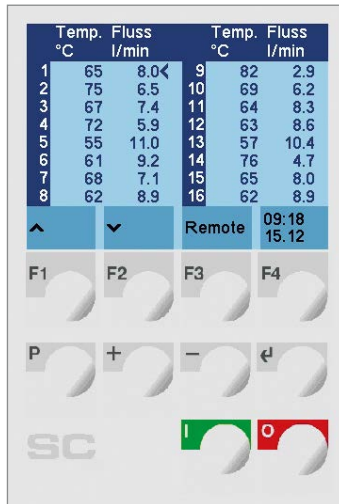 Temp. Fluss Temp. Fluss
°C l/min °C l/min
1 65 8.0 9 82 2.9
2 75 6.5 10 69 6.2
3 67 7.4 11 64 8.3
4 72 5.9 12 63 8.6
5 55 11.0 13 57 10.4
6 61 9.2 14 76 4.7
7 68 7.1 15 65 8.0
8 62 8.9 16 62 8.9
Remote 09:18
15.12
F1 F2 F3 F4
P + -
SC I O